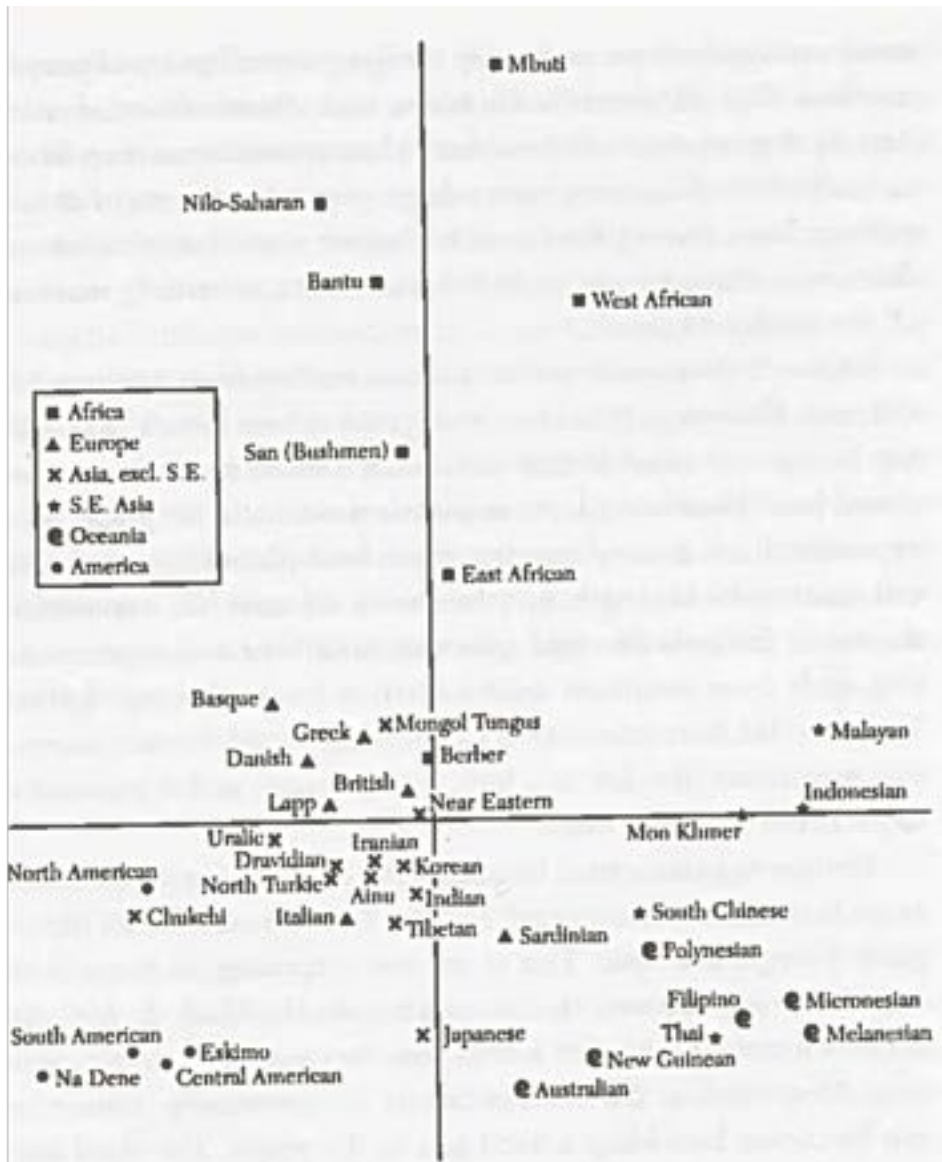 Mbuti
Nilo-Saharan
Bantu
West African
Africa
Europe
Asia, excl. S.E.
S.E. Asia
Oceania
America
San (Bushmen)
East African
Basque
Mongol Tungus
Greek
Malayan
Danish
Berber
British
Lapp
Near Eastern
Indonesian
Mon Khmer
Uralic
Iranian
Dravidian
Korean
North American
North Turkic
Ainu
Indian
Chukchi
Italian
Tibetan
South Chinese
Sardinian
Polynesian
Filipino
Micronesian
South American
Japanese
Thai
Melanesian
Eskimo
New Guinean
Na Dene
Central American
Australian